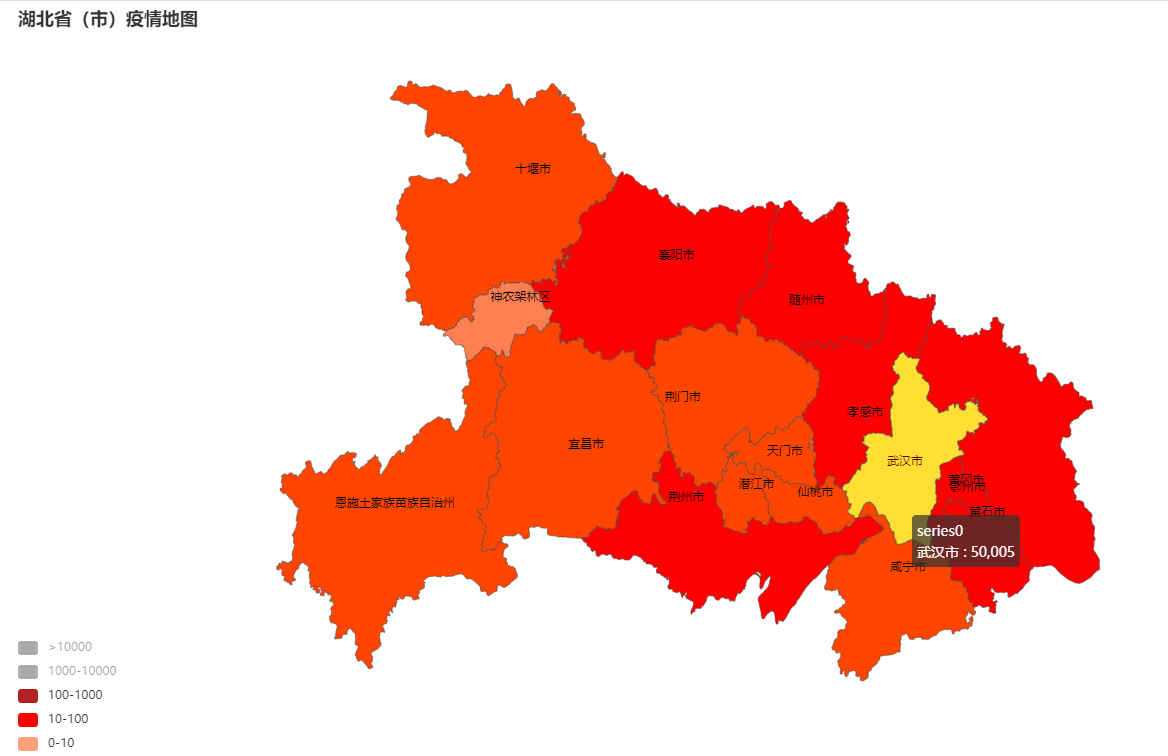 湖北省（市）疫情地图
十堰市
襄阳市
神农架林区
随州市
荆门市
孝感市
宜昌市
天门市
武汉市
潜江市
仙桃市
黄冈市
鄂州市
荆州市
恩施土家族苗族自治州
黄石市
series0
武汉市 : 50,005
咸宁市
>10000
1000-10000
100-1000
10-100
0-10